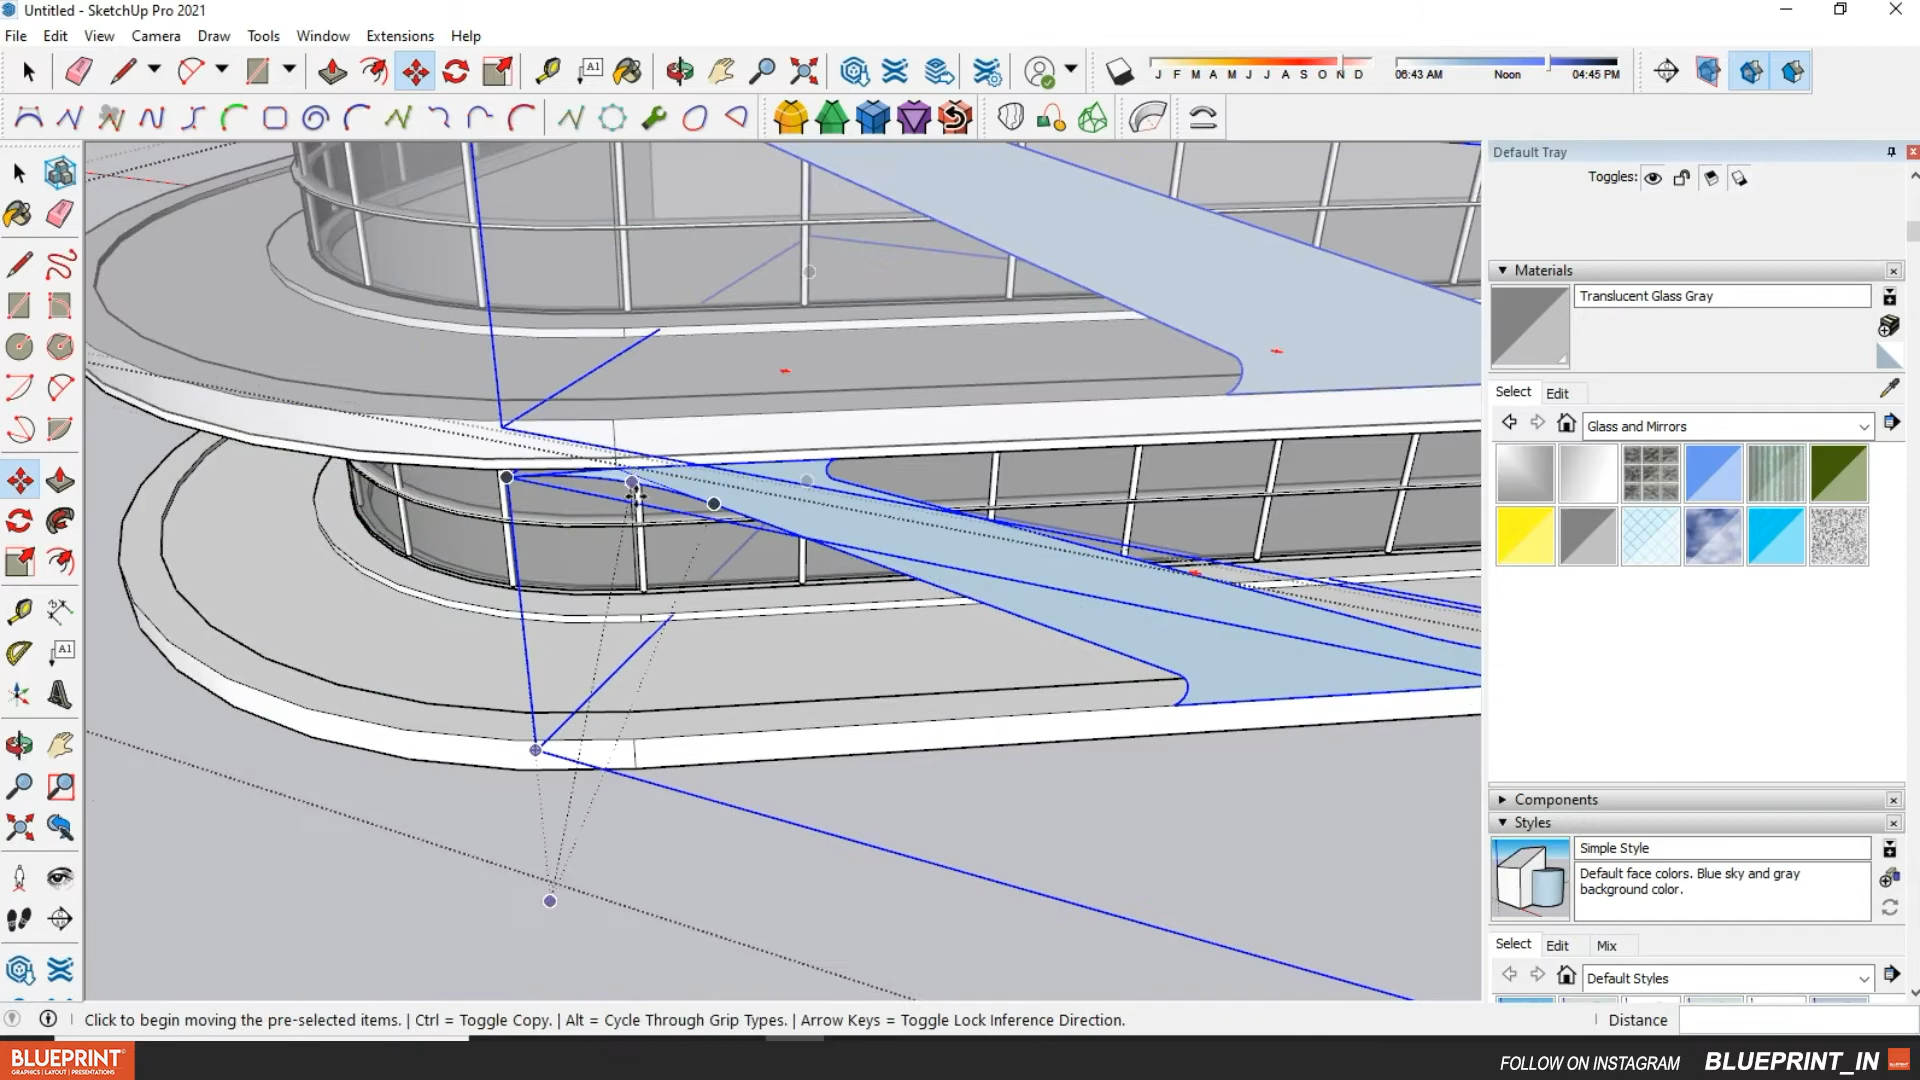 Untitled - SketchUp Pro 2021
File Edit View Camera Draw Tools Window Extensions Help
J F M A M J J A S O N D
06:43 AM Noon 04:45 PM
Default Tray
Toggles:
Materials
Translucent Glass Gray
Select Edit
Glass and Mirrors
Components
Styles
Simple Style
Default face colors. Blue sky and gray
background color.
Select Edit Mix
Default Styles
Click to begin moving the pre-selected items. | Ctrl = Toggle Copy. | Alt = Cycle Through Grip Types. | Arrow Keys = Toggle Lock Inference Direction.
Distance
BLUEPRINT
GRAPHICS | LAYOUT | PRESENTATIONS
FOLLOW ON INSTAGRAM BLUEPRINT_IN